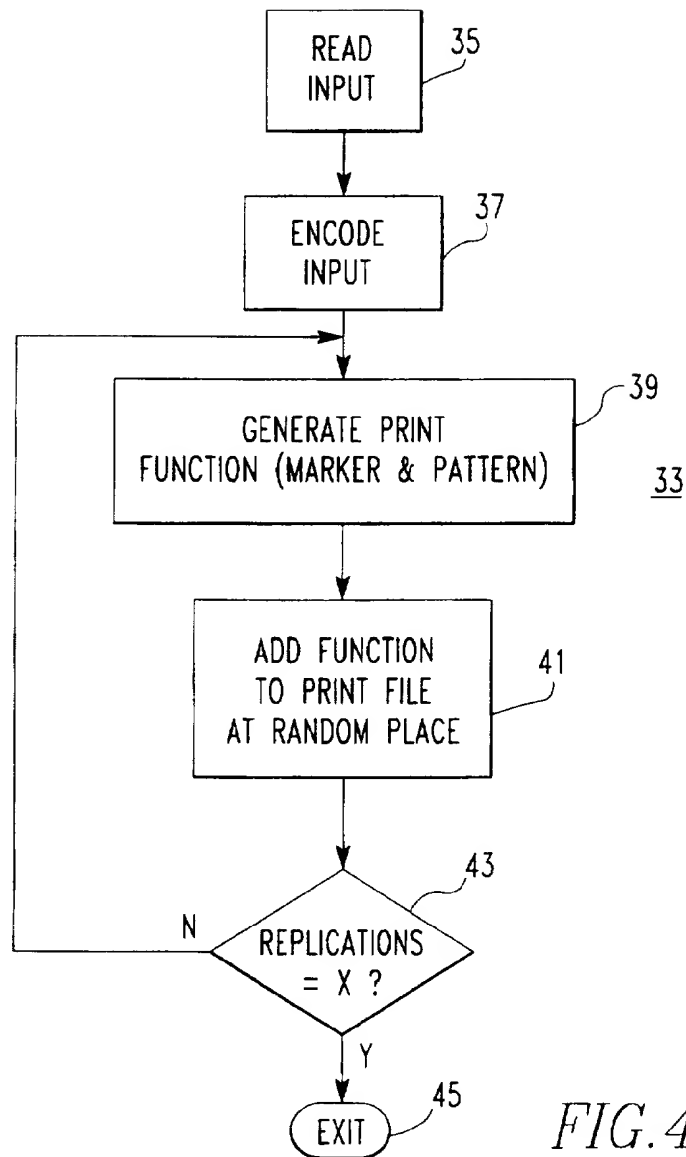 READ
INPUT
35
ENCODE
INPUT
37
GENERATE PRINT
FUNCTION (MARKER & PATTERN)
39
33
ADD FUNCTION
TO PRINT FILE
AT RANDOM PLACE
41
43
N
REPLICATIONS
= X ?
Y
EXIT
45
FIG.4